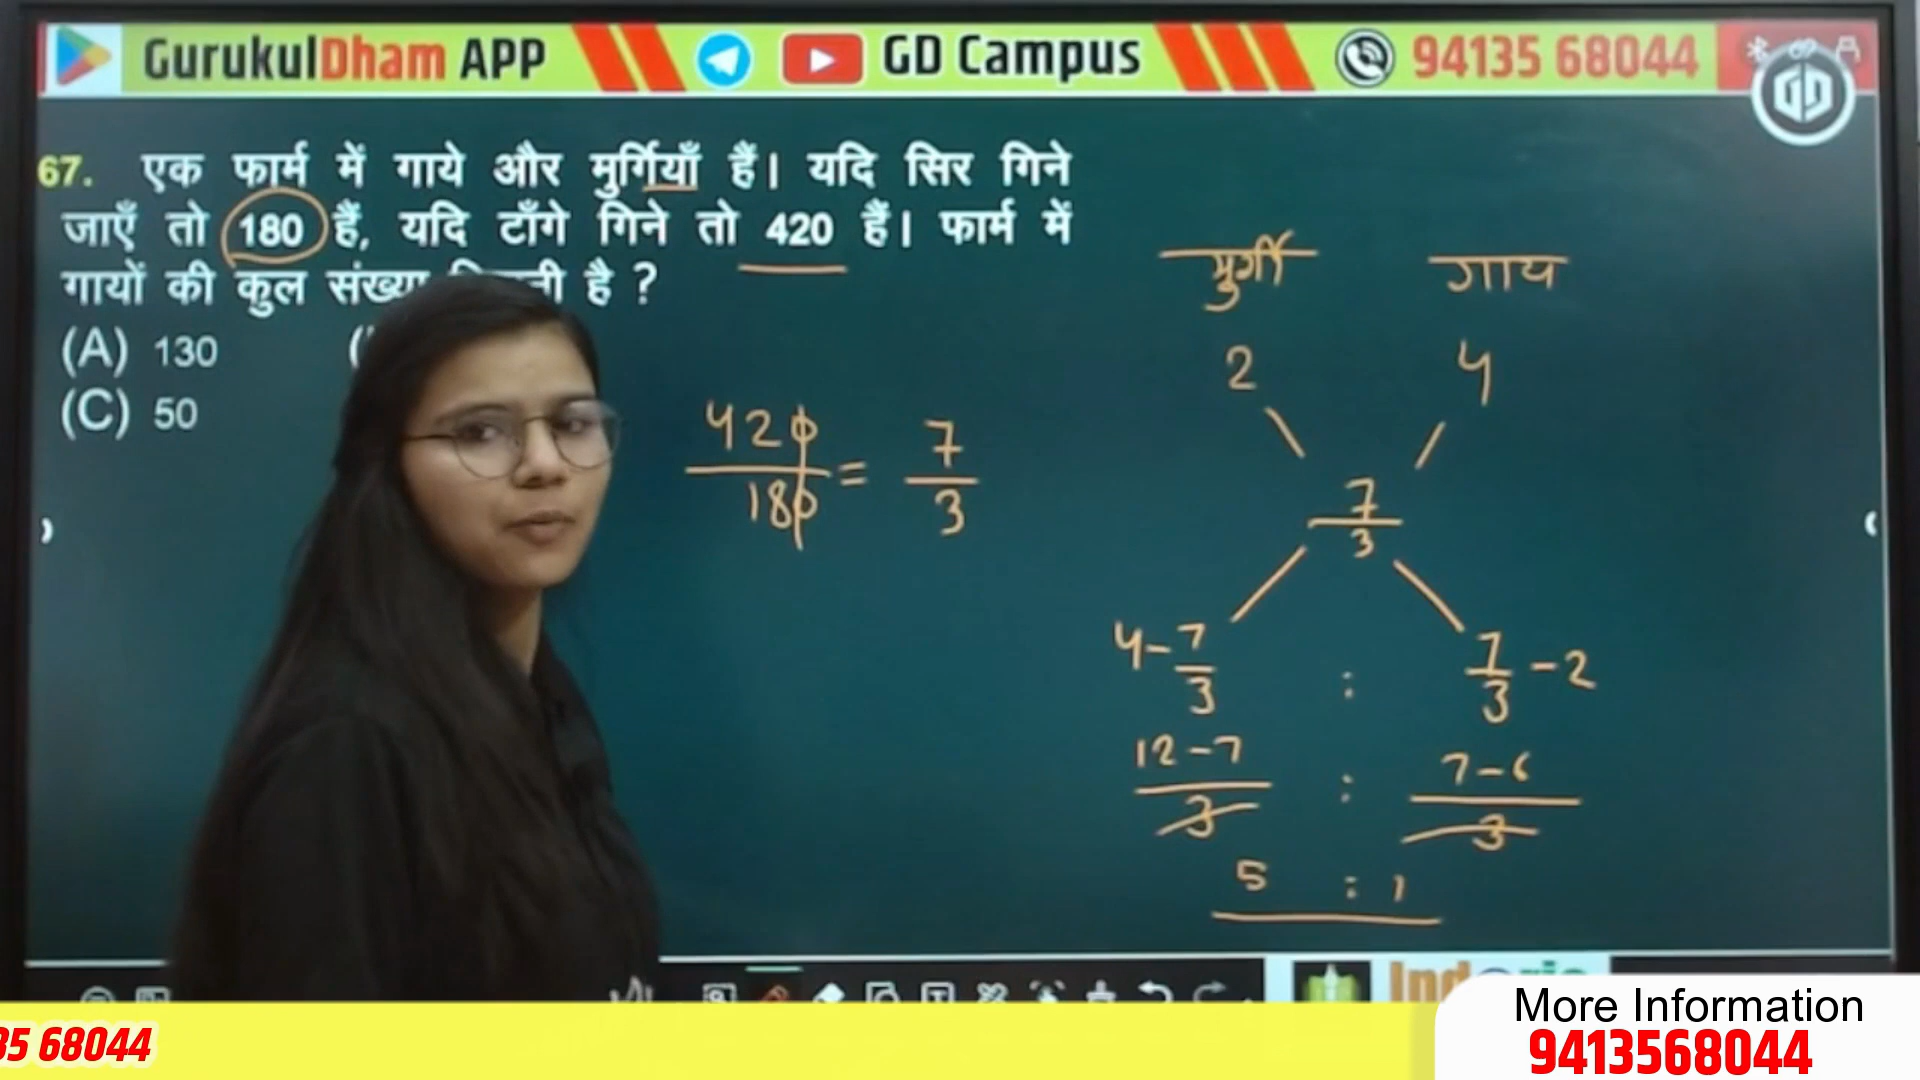 GurukulDham APP GD Campus 94135 68044
GD
67. एक फार्म में गाये और मुर्गियाँ हैं। यदि सिर गिने
जाएँ तो 180 हैं, यदि टाँगे गिने तो 420 हैं। फार्म में
गायों की कुल संख्या है ?
(A) 130
(C) 50
420/180 = 7/3
मुर्गी गाय
2 4
7/3
4-7/3 : 7/3-2
12-7/3 : 7-6/3
5 : 1
35 68044
More Information
9413568044